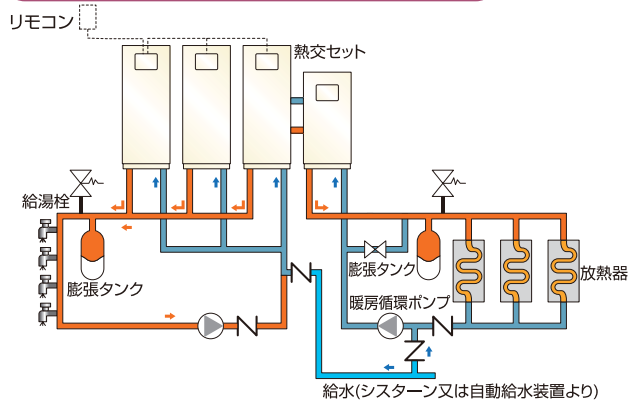 リモコン
熱交セット
給湯栓
膨張タンク
膨張タンク
放熱器
暖房循環ポンプ
給水(シスターン又は自動給水装置より)